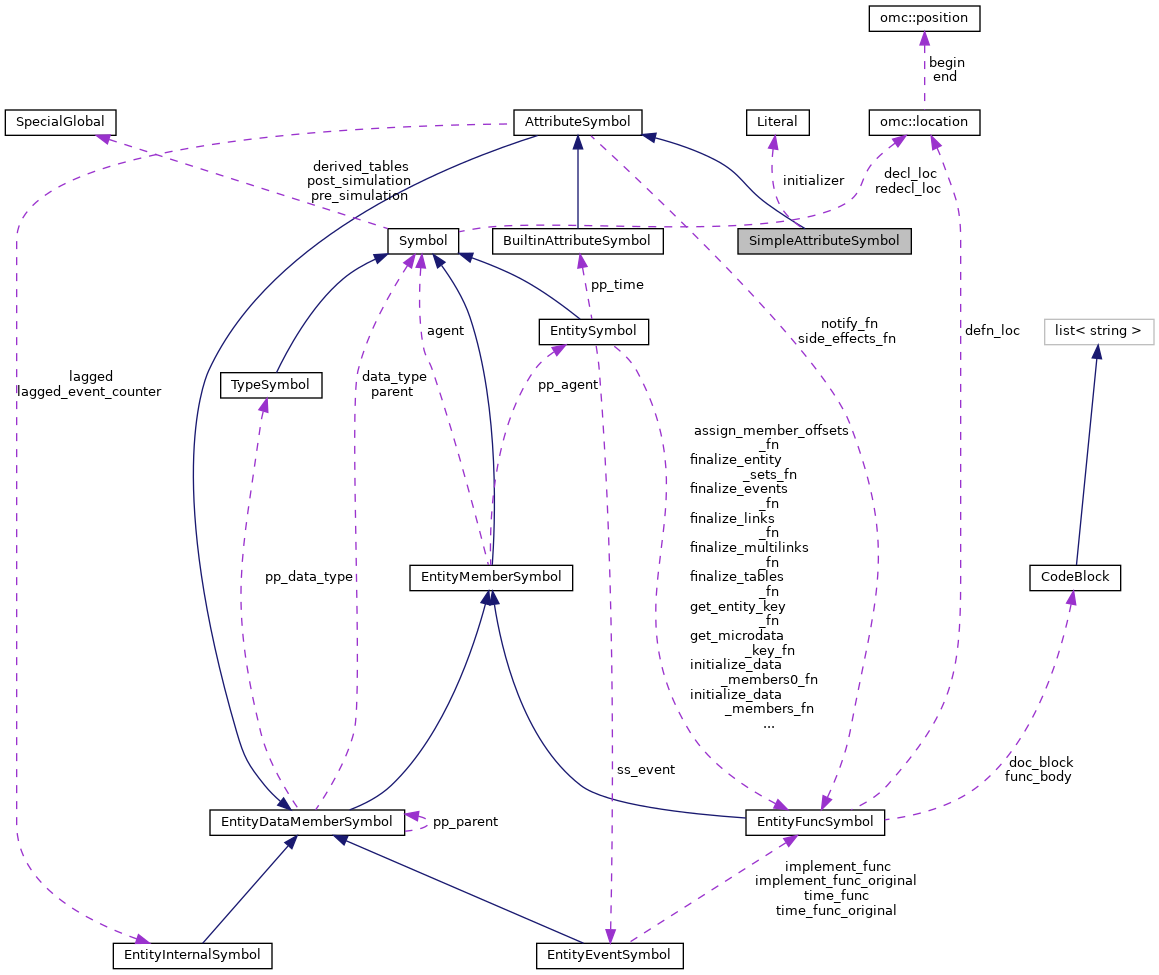 omc::position
begin
end
SpecialGlobal
AttributeSymbol
Literal
omc::location
derived_tables
post_simulation
pre_simulation
initializer
decl_loc
redecl_loc
Symbol
BuiltinAttributeSymbol
SimpleAttributeSymbol
pp_time
agent
EntitySymbol
notify_fn
side_effects_fn
defn_loc
list< string >
lagged
lagged_event_counter
TypeSymbol
data_type
parent
pp_agent
assign_member_offsets
_fn
finalize_entity
_sets_fn
finalize_events
_fn
finalize_links
_fn
finalize_multilinks
_fn
finalize_tables
_fn
get_entity_key
_fn
get_microdata
_key_fn
initialize_data
_members0_fn
initialize_data
_members_fn
...
pp_data_type
EntityMemberSymbol
CodeBlock
ss_event
doc_block
func_body
EntityDataMemberSymbol
pp_parent
EntityFuncSymbol
implement_func
implement_func_original
time_func
time_func_original
EntityInternalSymbol
EntityEventSymbol